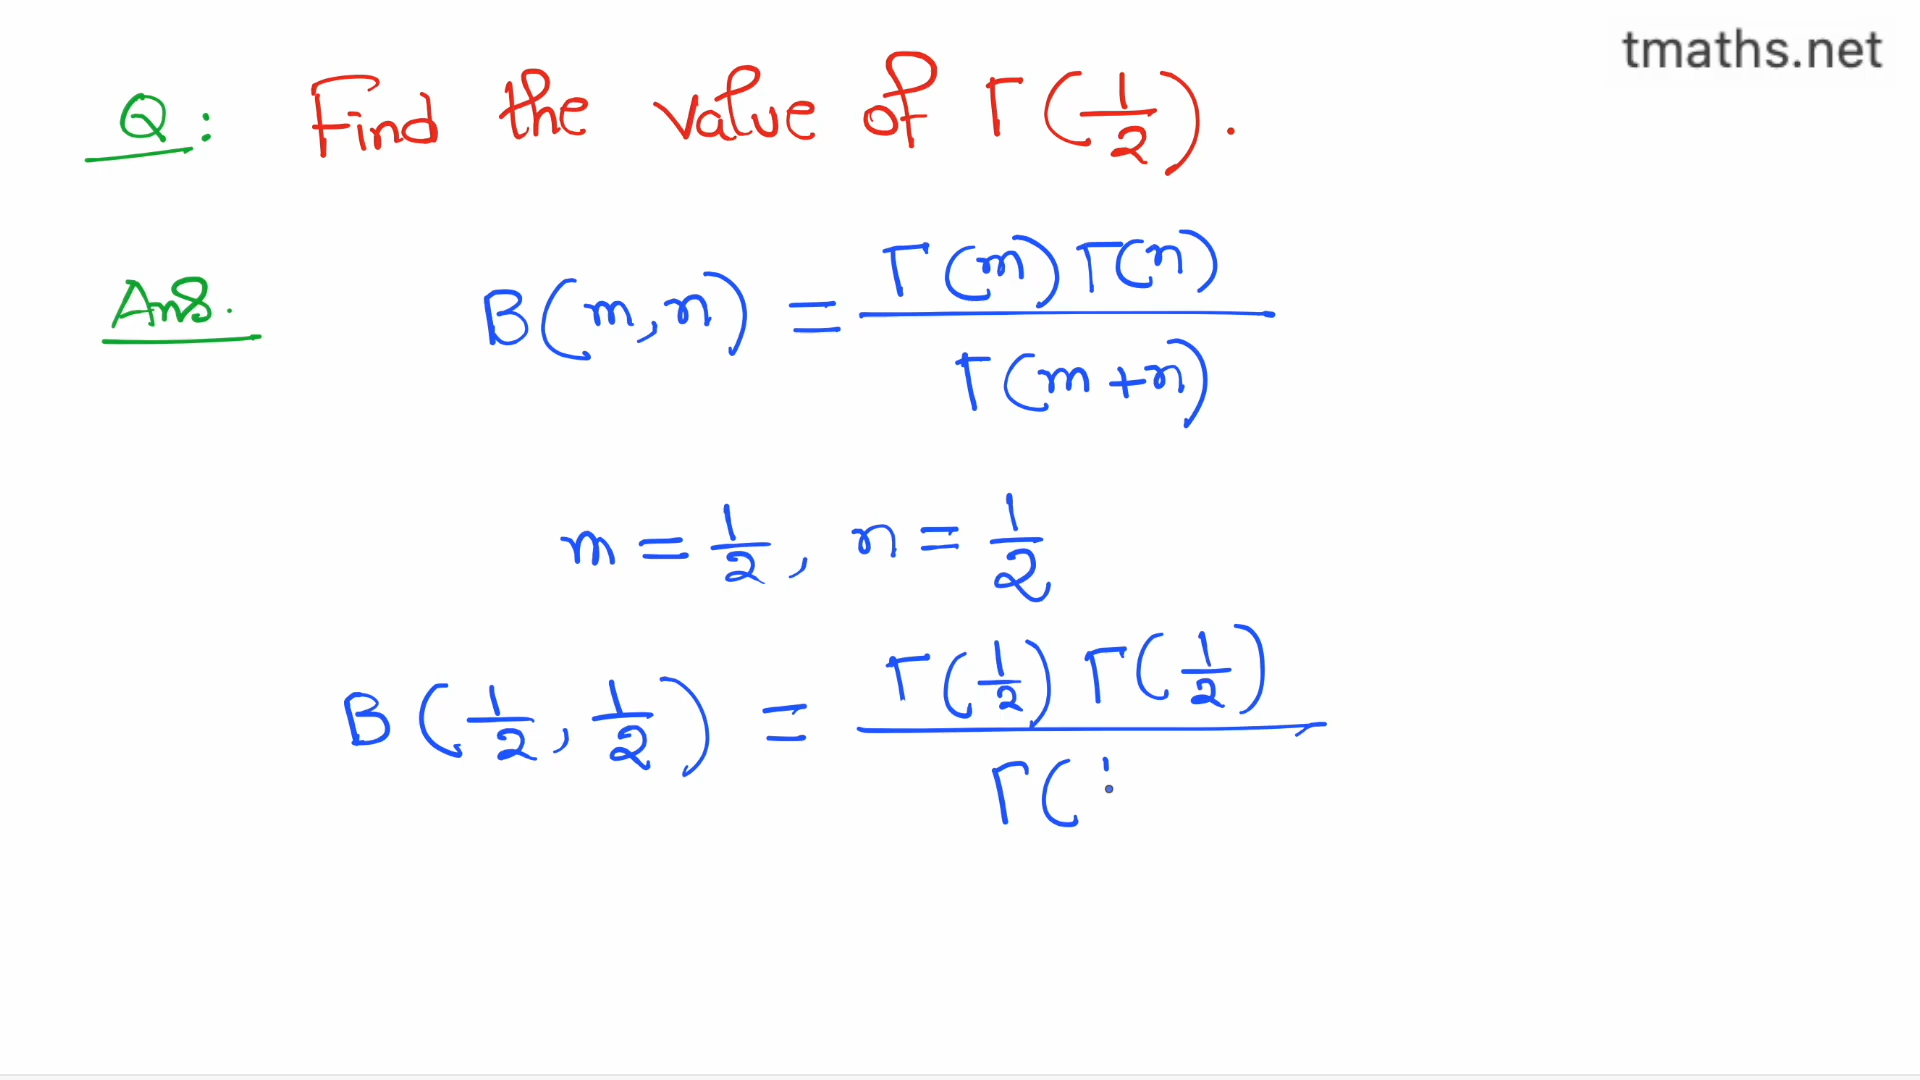 tmaths.net
Q: Find the value of Γ(1/2).
Ans. B(m,n) = Γ(m) Γ(n) / Γ(m+n)
m = 1/2, n = 1/2
B(1/2, 1/2) = Γ(1/2) Γ(1/2) / Γ(